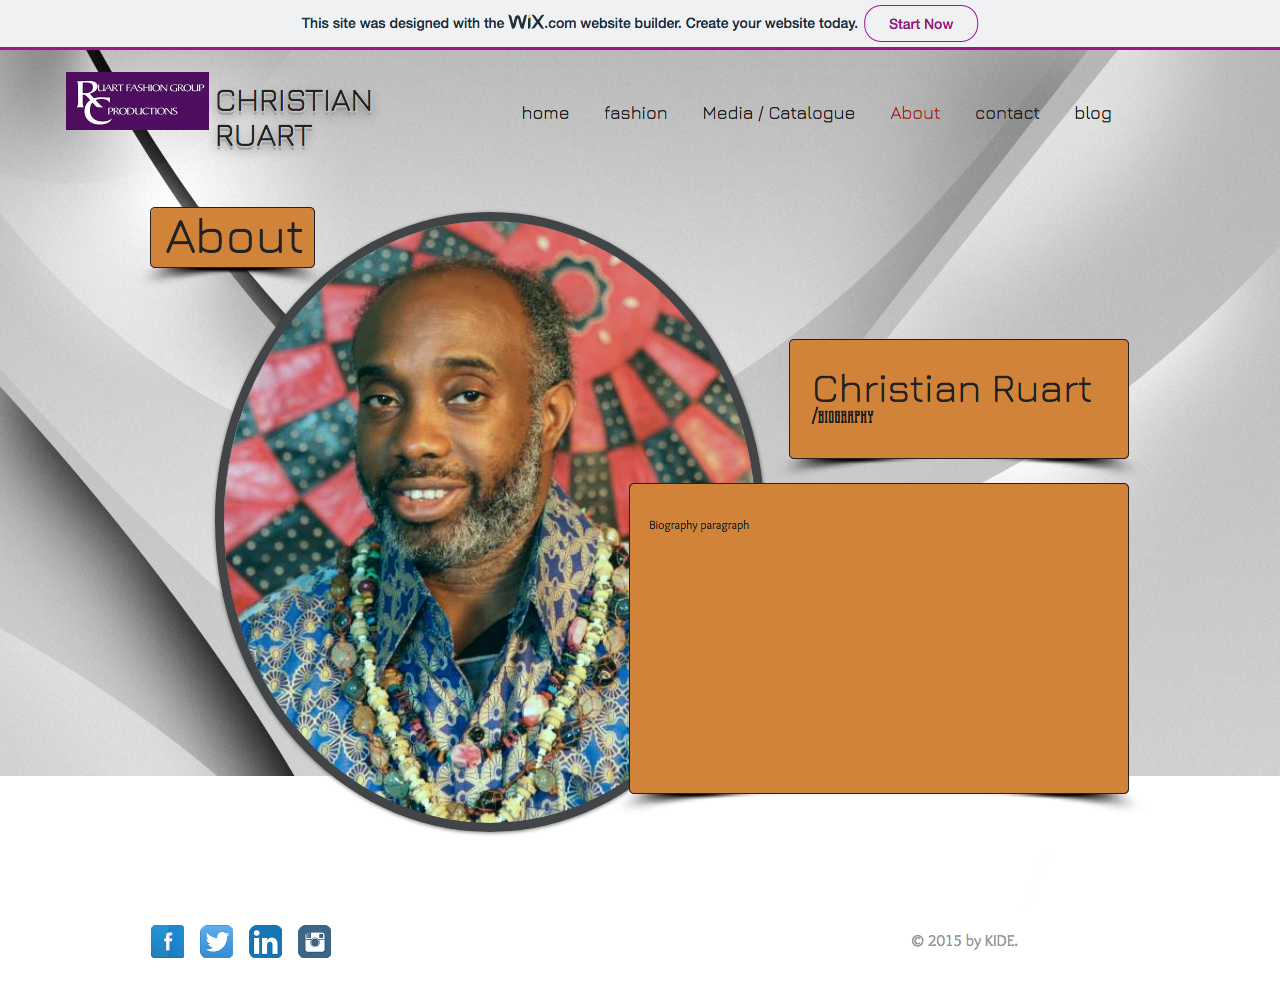 This site was designed with the WiX.com website builder. Create your website today. Start Now
RUART FASHION GROUP
PRODUCTIONS
RC
CHRISTIAN
RUART
home fashion Media / Catalogue About contact blog
About
Christian Ruart
/BIOGRAPHY
Biography paragraph
f in
© 2015 by KIDE.